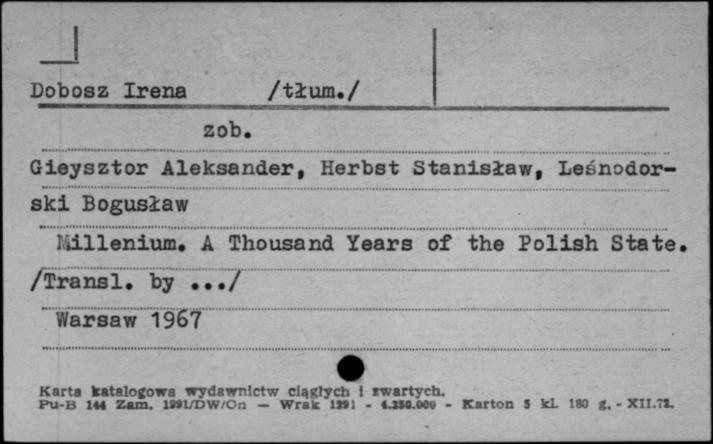 Dobosz Irena /tłum./
zob.
Gieysztor Aleksander, Herbst Stanisław, Leśnodor-
ski Bogusław
Millenium. A Thousand Years of the Polish State.
/Transl. by .../
Warsaw 1967
Karta katalogowa wydawnictw ciągłych i zwartych.
Pu-B 144 Zam. 1991/DW/On — Wrak 1291 - 4.250.000 - Karton 5 kl. 180 g. - XII.72.